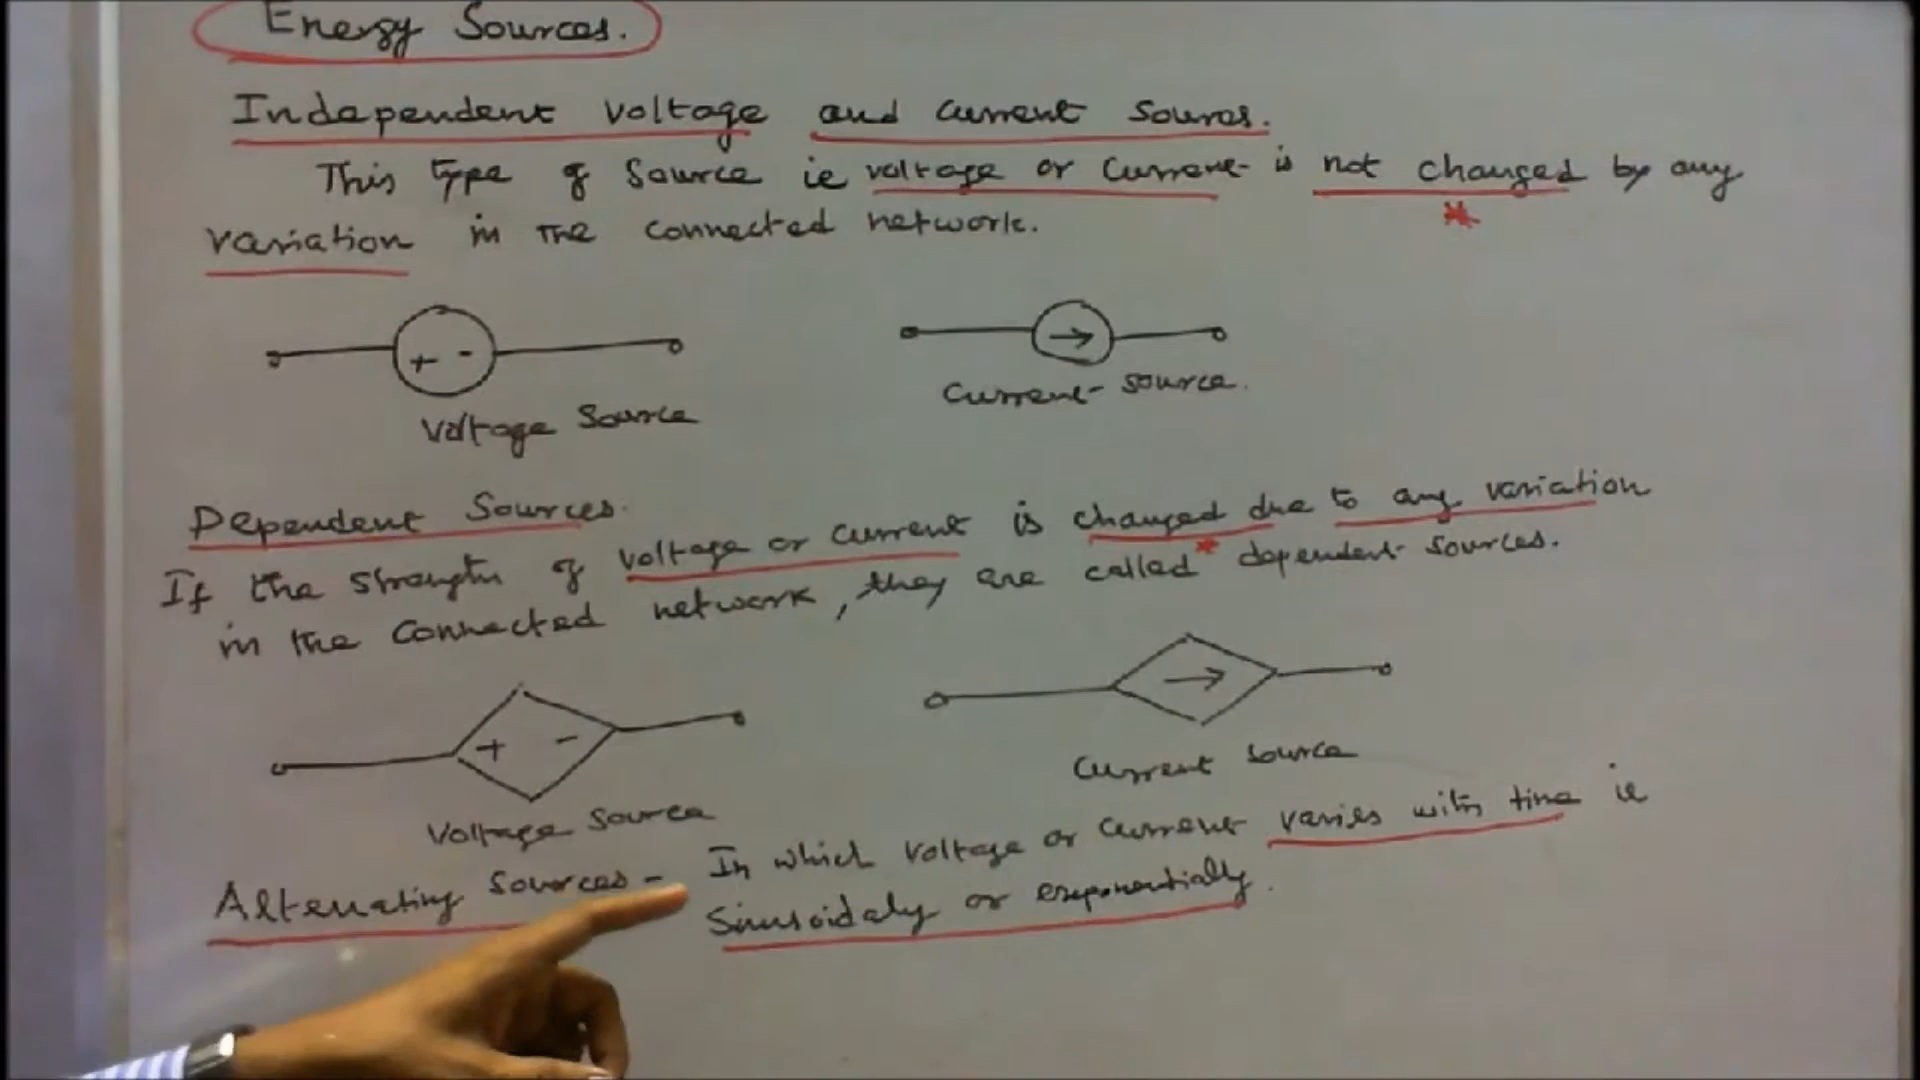 Energy Sources.
Independent voltage and current sources.
This type of source ie voltage or current is not changed by any
variation in the connected network.
+ -
Voltage Source
Current source.
Dependent Sources.
If the strength of voltage or current is changed due to any variation
in the connected network, they are called dependent sources.
+ -
Voltage Source
Current source
Alternating sources - In which voltage or current varies with time ie
Sinusoidaly or exponentially.